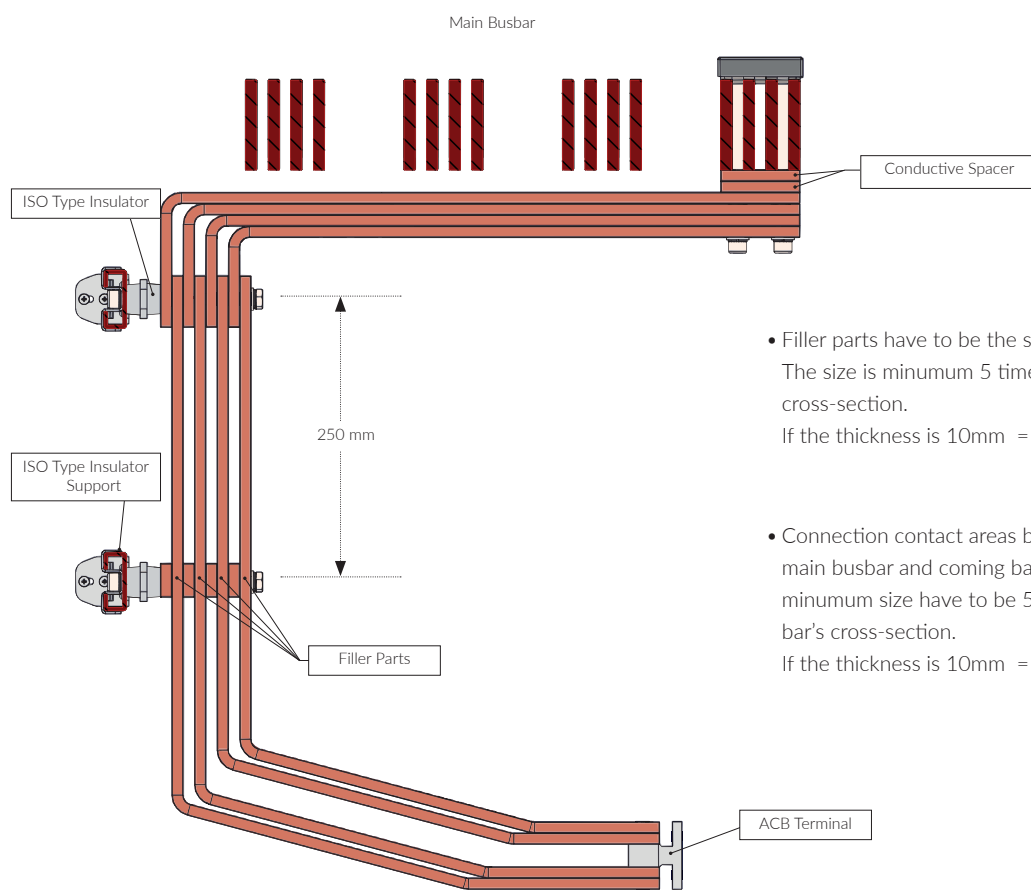 Main Busbar
Conductive Spacer
ISO Type Insulator
• Filler parts have to be the
The size is minumum 5
cross-section.
If the thickness is 10mm =
250 mm
ISO Type Insulator
Support
• Connection contact areas
main busbar and coming
minumum size have to be 5
bar’s cross-section.
If the thickness is 10mm =
Filler Parts
ACB Terminal